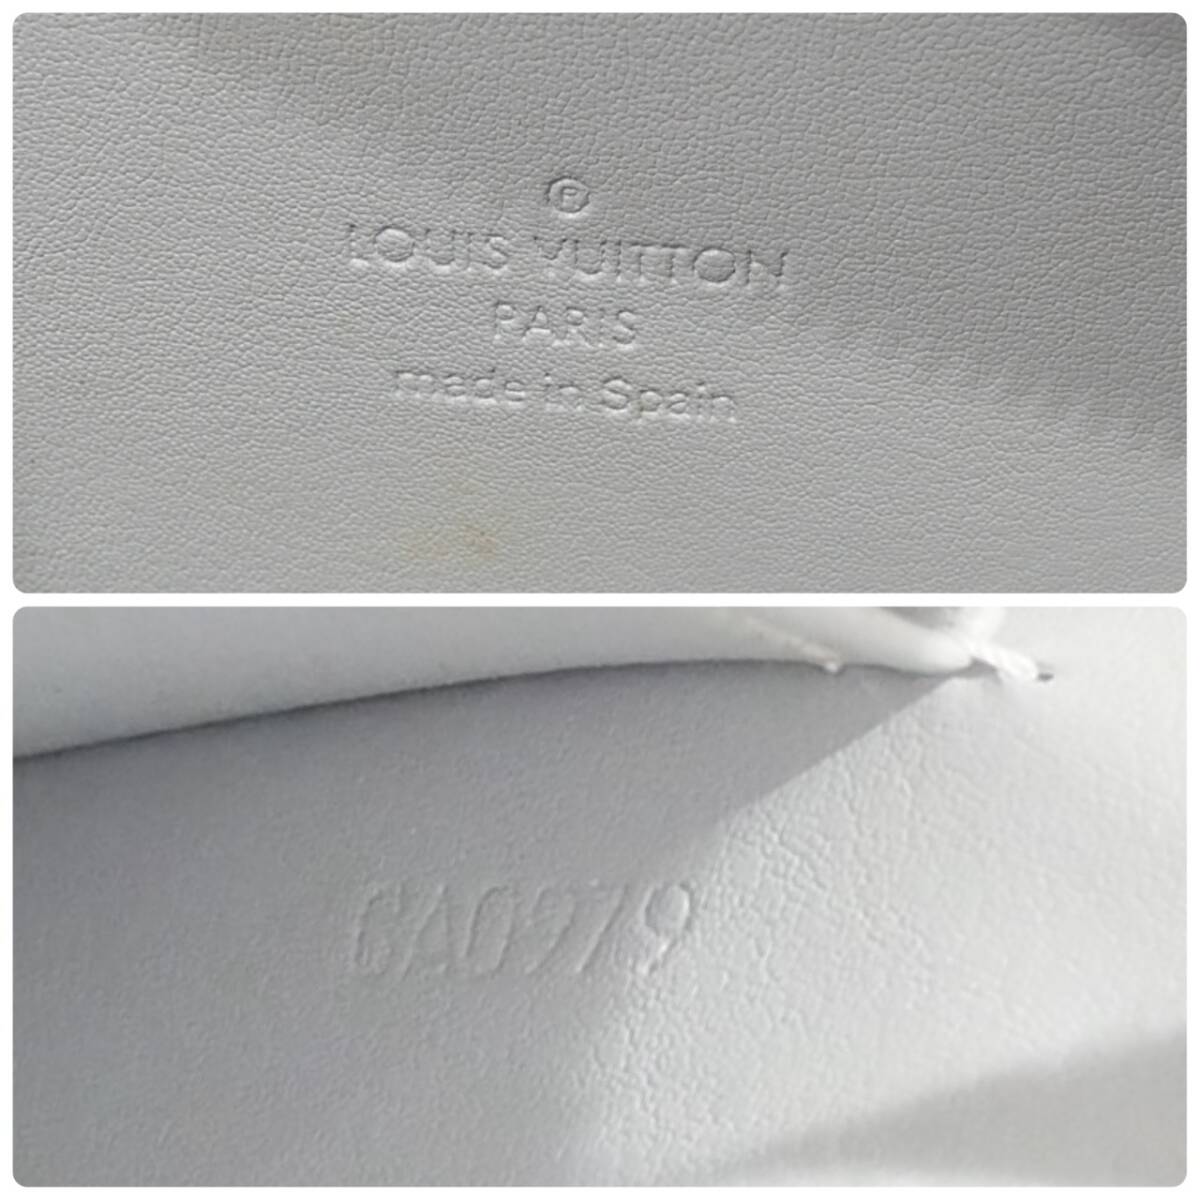 ®
LOUIS VUITTON
PARIS
made in Spain
CA0979